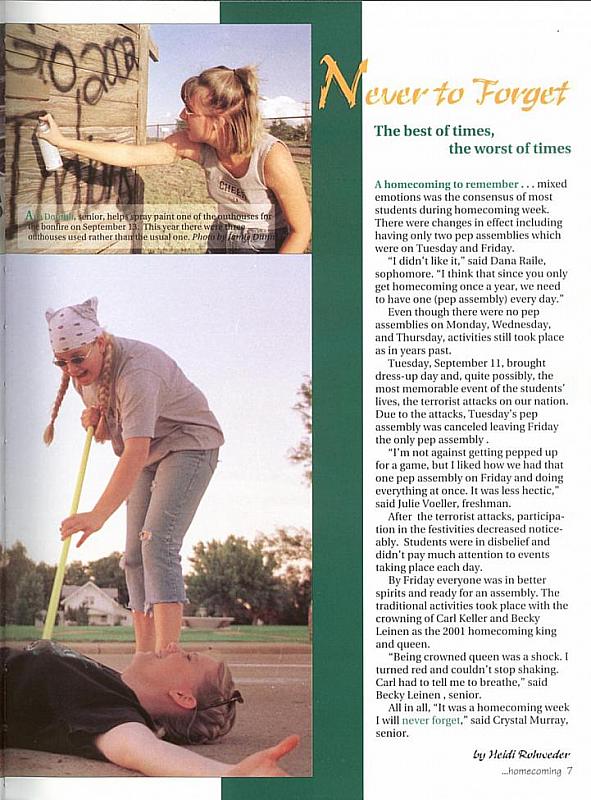 Go 2002
Never to Forget
The best of times,
the worst of times
senior, helps spray paint one of the outhouses for
the bonfire on September 13. This year there were three
outhouses used rather than the usual one. Photo by Jamie
A homecoming to remember . . . mixed
emotions was the consensus of most
students during homecoming week.
There were changes in effect including
having only two pep assemblies which
were on Tuesday and Friday.
"I didn't like it," said Dana Raile,
sophomore. "I think that since you only
get homecoming once a year, we need
to have one (pep assembly) every day."
Even though there were no pep
assemblies on Monday, Wednesday,
and Thursday, activities still took place
as in years past.
Tuesday, September 11, brought
dress-up day and, quite possibly, the
most memorable event of the students'
lives, the terrorist attacks on our nation.
Due to the attacks, Tuesday's pep
assembly was canceled leaving Friday
the only pep assembly .
"I'm not against getting pepped up
for a game, but I liked how we had that
one pep assembly on Friday and doing
everything at once. It was less hectic,"
said Julie Voeller, freshman.
After the terrorist attacks, participa-
tion in the festivities decreased notice-
ably. Students were in disbelief and
didn't pay much attention to events
taking place each day.
By Friday everyone was in better
spirits and ready for an assembly. The
traditional activities took place with the
crowning of Carl Keller and Becky
Leinen as the 2001 homecoming king
and queen.
"Being crowned queen was a shock. I
turned red and couldn't stop shaking.
Carl had to tell me to breathe," said
Becky Leinen , senior.
All in all, "It was a homecoming week
I will never forget," said Crystal Murray,
senior.
by Heidi Rohweder
...homecoming 7